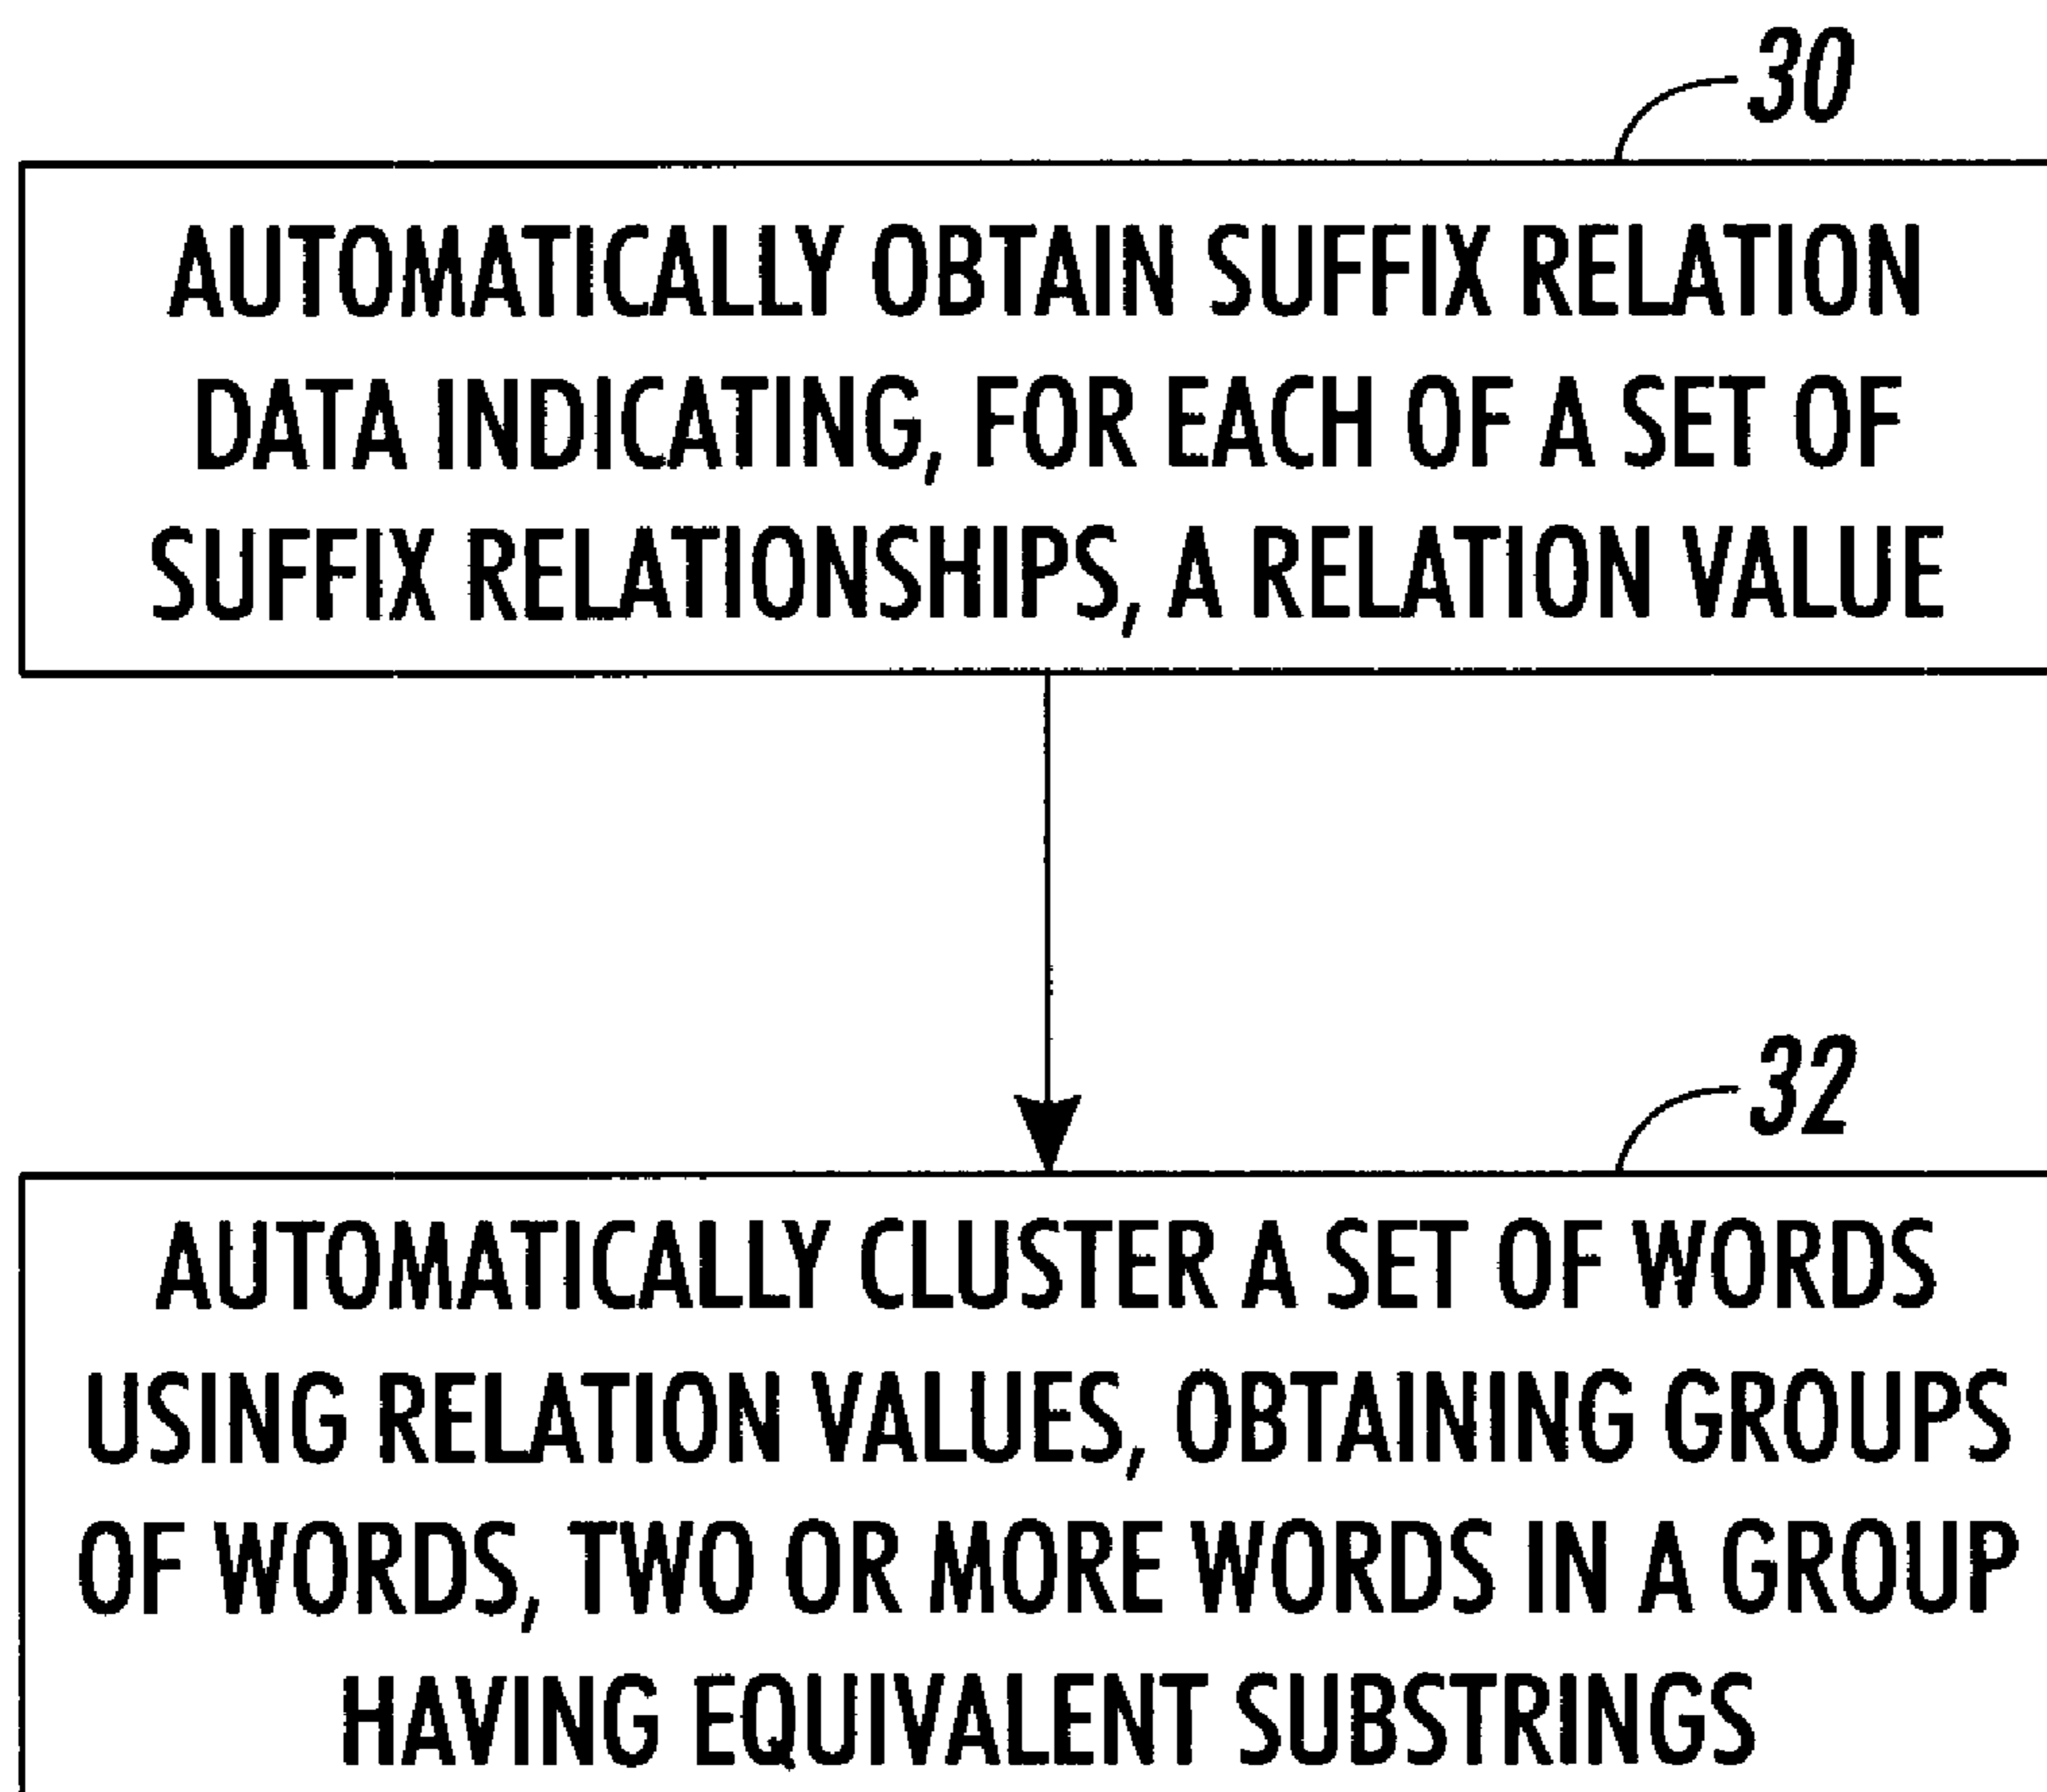 30
AUTOMATICALLY OBTAIN SUFFIX RELATION
DATA INDICATING, FOR EACH OF A SET OF
SUFFIX RELATIONSHIPS, A RELATION VALUE
32
AUTOMATICALLY CLUSTER A SET OF WORDS
USING RELATION VALUES, OBTAINING GROUPS
OF WORDS, TWO OR MORE WORDS IN A GROUP
HAVING EQUIVALENT SUBSTRINGS